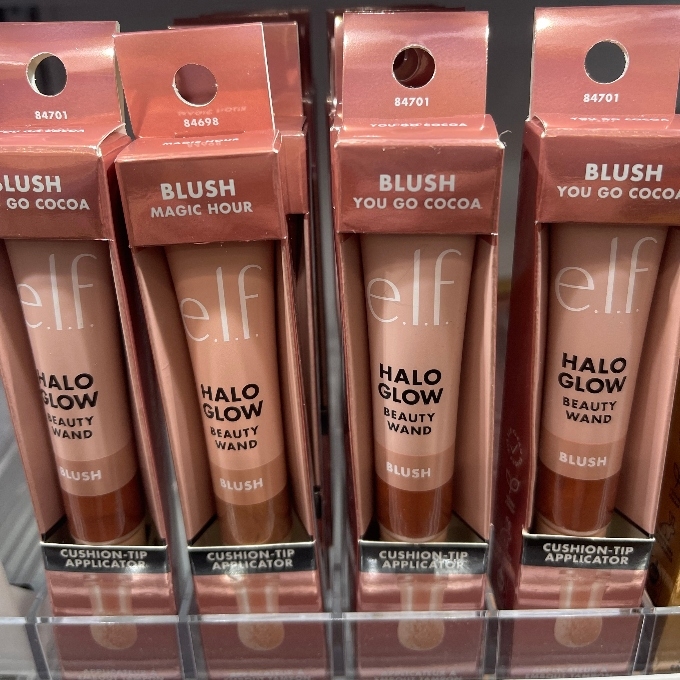 84701
BLUSH
GO COCOA
e.l.f.
HALO
GLOW
BEAUTY
WAND
BLUSH
CUSHION-TIP
APPLICATOR
84698
BLUSH
MAGIC HOUR
e.l.f.
HALO
GLOW
BEAUTY
WAND
BLUSH
CUSHION-TIP
APPLICATOR
84701
YOU GO COCOA
BLUSH
YOU GO COCOA
e.l.f.
HALO
GLOW
BEAUTY
WAND
BLUSH
CUSHION-TIP
APPLICATOR
84701
BLUSH
YOU GO COCOA
e.l.f.
HALO
GLOW
BEAUTY
WAND
BLUSH
CUSHION-TIP
APPLICATOR